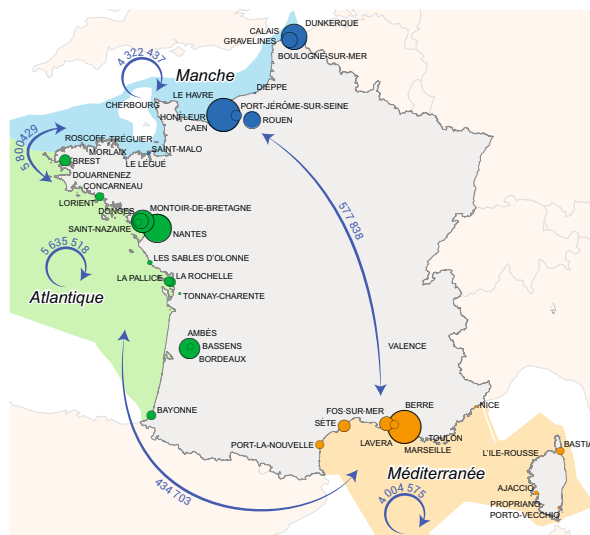 DUNKERQUE
CALAIS
GRAVELINES
BOULOGNE-SUR-MER
4 322 437
Manche
DIEPPE
LE HAVRE
CHERBOURG
PORT-JÉRÔME-SUR-SEINE
HONFLEUR
ROUEN
CAEN
5 800429
ROSCOFF
TRÉGUIER
MORLAIX
SAINT-MALO
BREST
LE LÉGUÉ
DOUARNENEZ
CONCARNEAU
LORIENT
DONGES
MONTOIR-DE-BRETAGNE
577 838
SAINT-NAZAIRE
NANTES
5 635 518
LES SABLES D'OLONNE
LA PALLICE
LA ROCHELLE
Atlantique
TONNAY-CHARENTE
AMBÈS
BASSENS
VALENCE
BORDEAUX
BAYONNE
BERRE
NICE
FOS-SUR-MER
SÈTE
TOULON
PORT-LA-NOUVELLE
LAVERA
MARSEILLE
BASTIA
L'ILE-ROUSSE
Méditerranée
434 703
4 004 575
AJACCIO
PROPRIANO
PORTO-VECCHIO